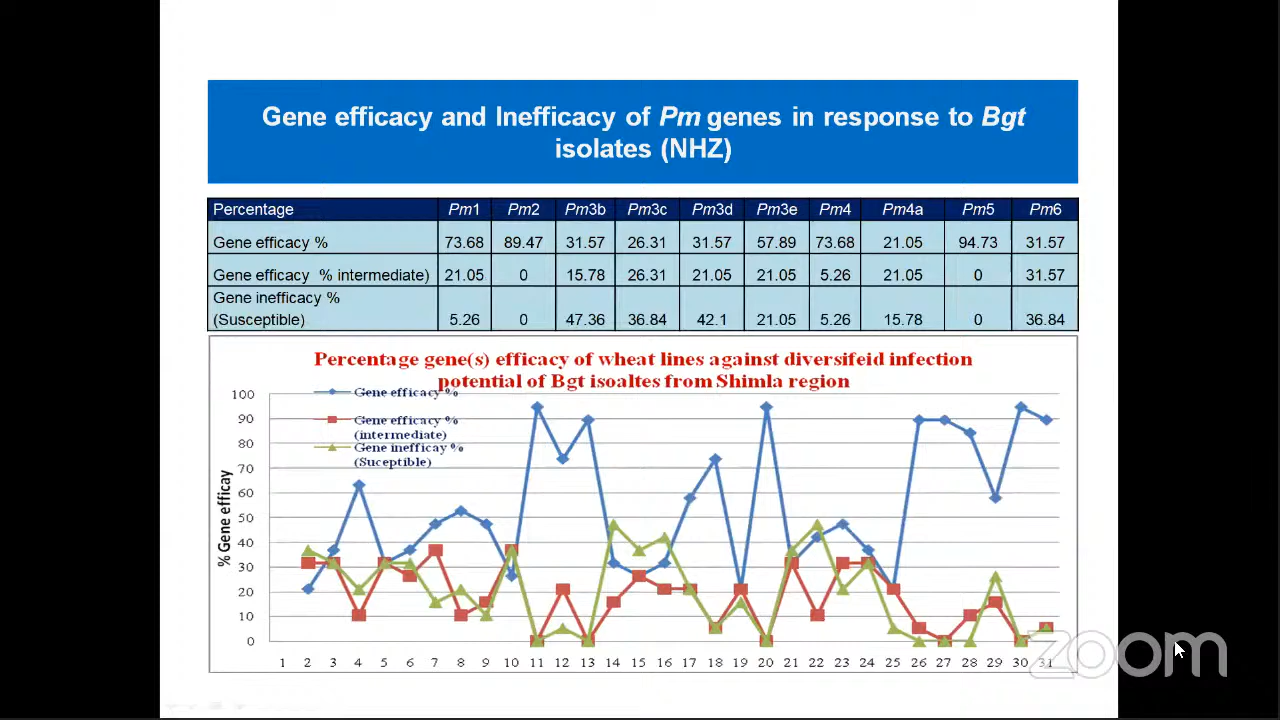 Gene efficacy and Inefficacy of Pm genes in response to Bgt
isolates (NHZ)
Percentage Pm1 Pm2 Pm3b Pm3c Pm3d Pm3e Pm4 Pm4a Pm5 Pm6
Gene efficacy % 73.68 89.47 31.57 26.31 31.57 57.89 73.68 21.05 94.73 31.57
Gene efficacy % intermediate) 21.05 0 15.78 26.31 21.05 21.05 5.26 21.05 0 31.57
Gene inefficacy %
(Susceptible) 5.26 0 47.36 36.84 42.1 21.05 5.26 15.78 0 36.84
Percentage gene(s) efficacy of wheat lines against diversifeid infection
potential of Bgt isoaltes from Shimla region
Gene efficacy %
Gene efficacy %
(intermediate)
Gene inefficay %
(Suceptible)
% Gene efficay
100
90
80
70
60
50
40
30
20
10
0
1 2 3 4 5 6 7 8 9 10 11 12 13 14 15 16 17 18 19 20 21 22 23 24 25 26 27 28 29 30 31
zoom